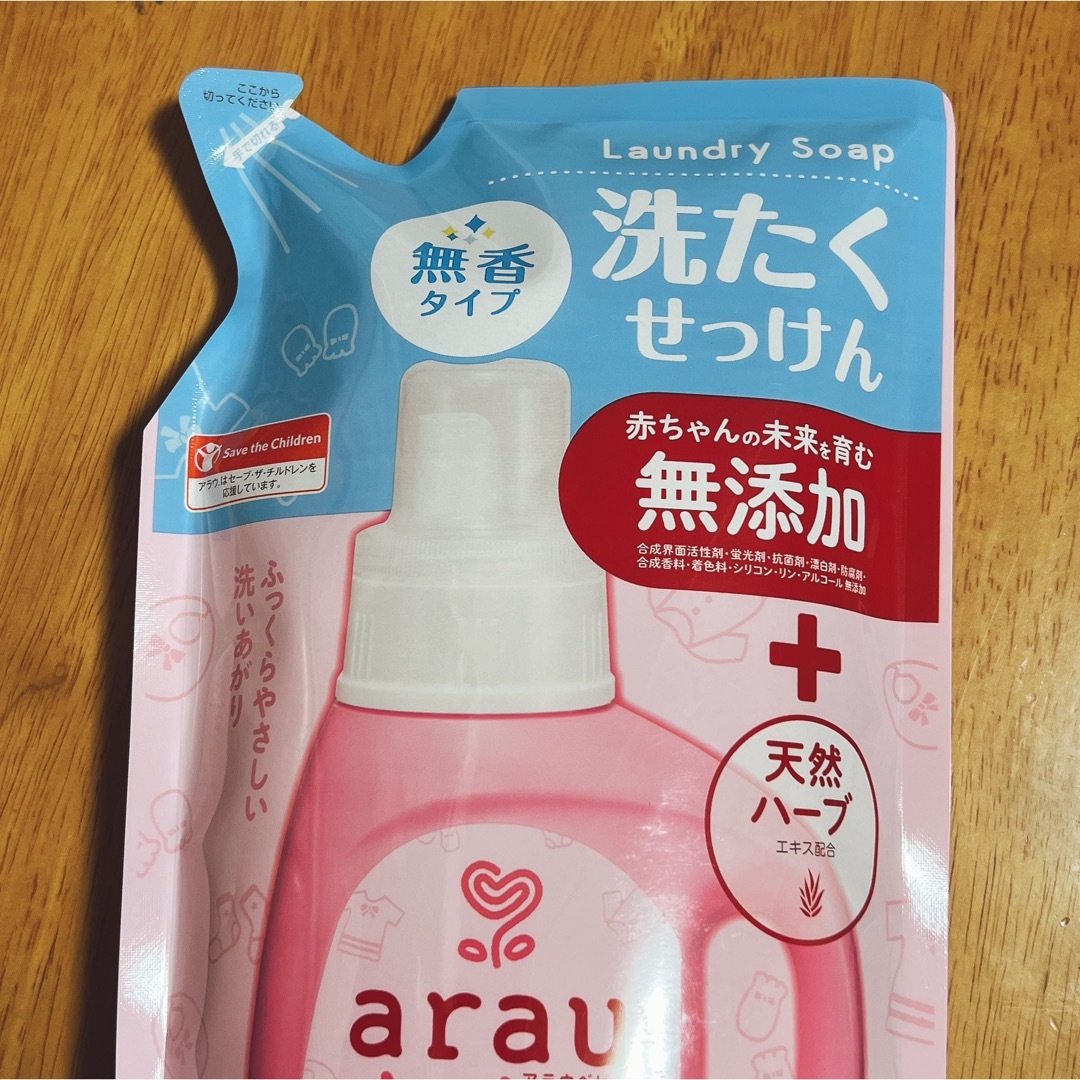 ここから
切ってください
手で切れる
Laundry Soap
洗たく
せっけん
無香
タイプ
Save the Children
アラウ.はセーブ・ザ・チルドレンを
応援しています。
赤ちゃんの未来を育む
無添加
合成界面活性剤・蛍光剤・抗菌剤・漂白剤・防腐剤・
合成香料・着色料・シリコン・リン・アルコール 無添加
+
ふっくらやさしい
洗いあがり
天然
ハーブ
エキス配合
arau